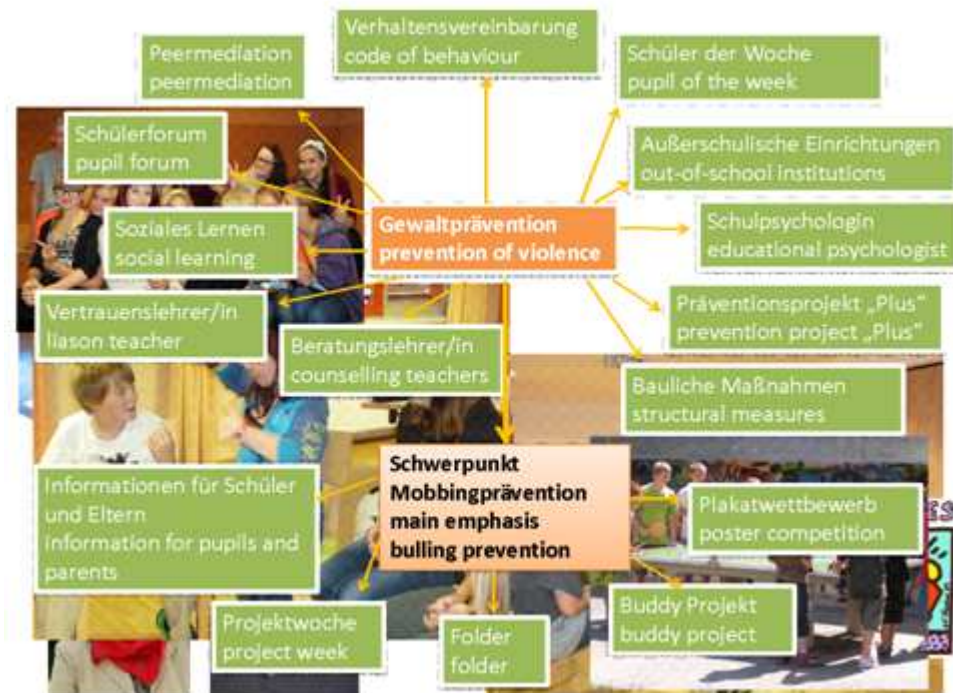 Verhaltensvereinbarung
code of behaviour
Peermediation
peermediation
Schüler der Woche
pupil of the week
Schülerforum
pupil forum
Außerschulische Einrichtungen
out-of-school institutions
Gewaltprävention
prevention of violence
Soziales Lernen
social learning
Schulpsychologin
educational psychologist
Vertrauenslehrer/in
liason teacher
Präventionsprojekt „Plus“
prevention project „Plus“
Beratungslehrer/in
counselling teachers
Bauliche Maßnahmen
structural measures
Schwerpunkt
Mobbingprävention
main emphasis
bulling prevention
Informationen für Schüler
und Eltern
information for pupils and
parents
Plakatwettbewerb
poster competition
Projektwoche
project week
Folder
folder
Buddy Projekt
buddy project